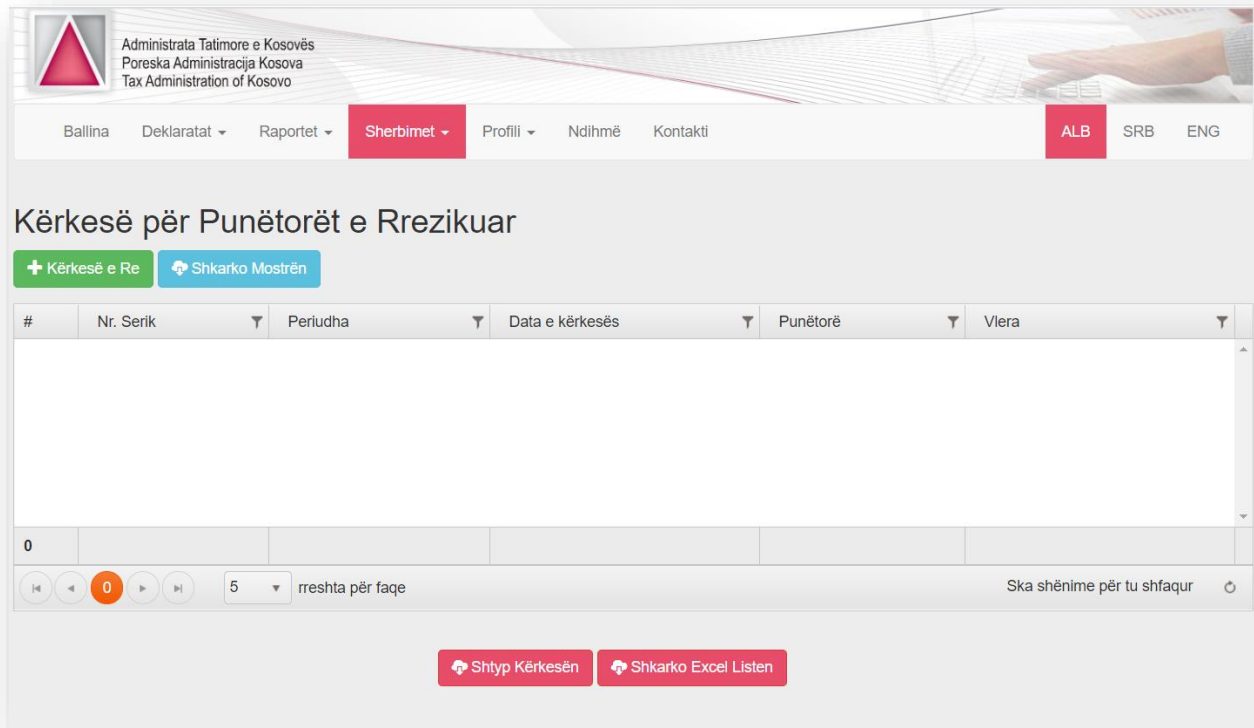 Administrata Tatimore e Kosovës
Poreska Administracija Kosova
Tax Administration of Kosovo
Ballina Deklaratat Raportet Sherbimet Profili Ndihmë Kontakti ALB SRB ENG
Kërkesë për Punëtorët e Rrezikuar
Kërkesë e Re Shkarko Mostrën
# Nr. Serik Periudha Data e kërkesës Punëtorë Vlera
0
0 5 rreshta për faqe Ska shënime për tu shfaqur
Shtyp Kërkesën Shkarko Excel Listen